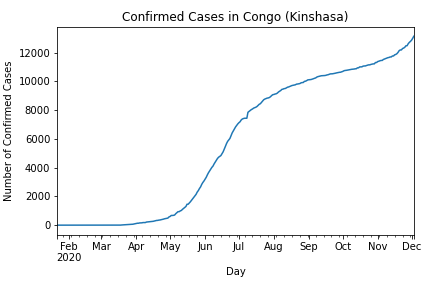 Confirmed Cases in Congo (Kinshasa)
Number of Confirmed Cases
12000
10000
8000
6000
4000
2000
0
Feb Mar Apr May Jun Jul Aug Sep Oct Nov Dec
2020
Day